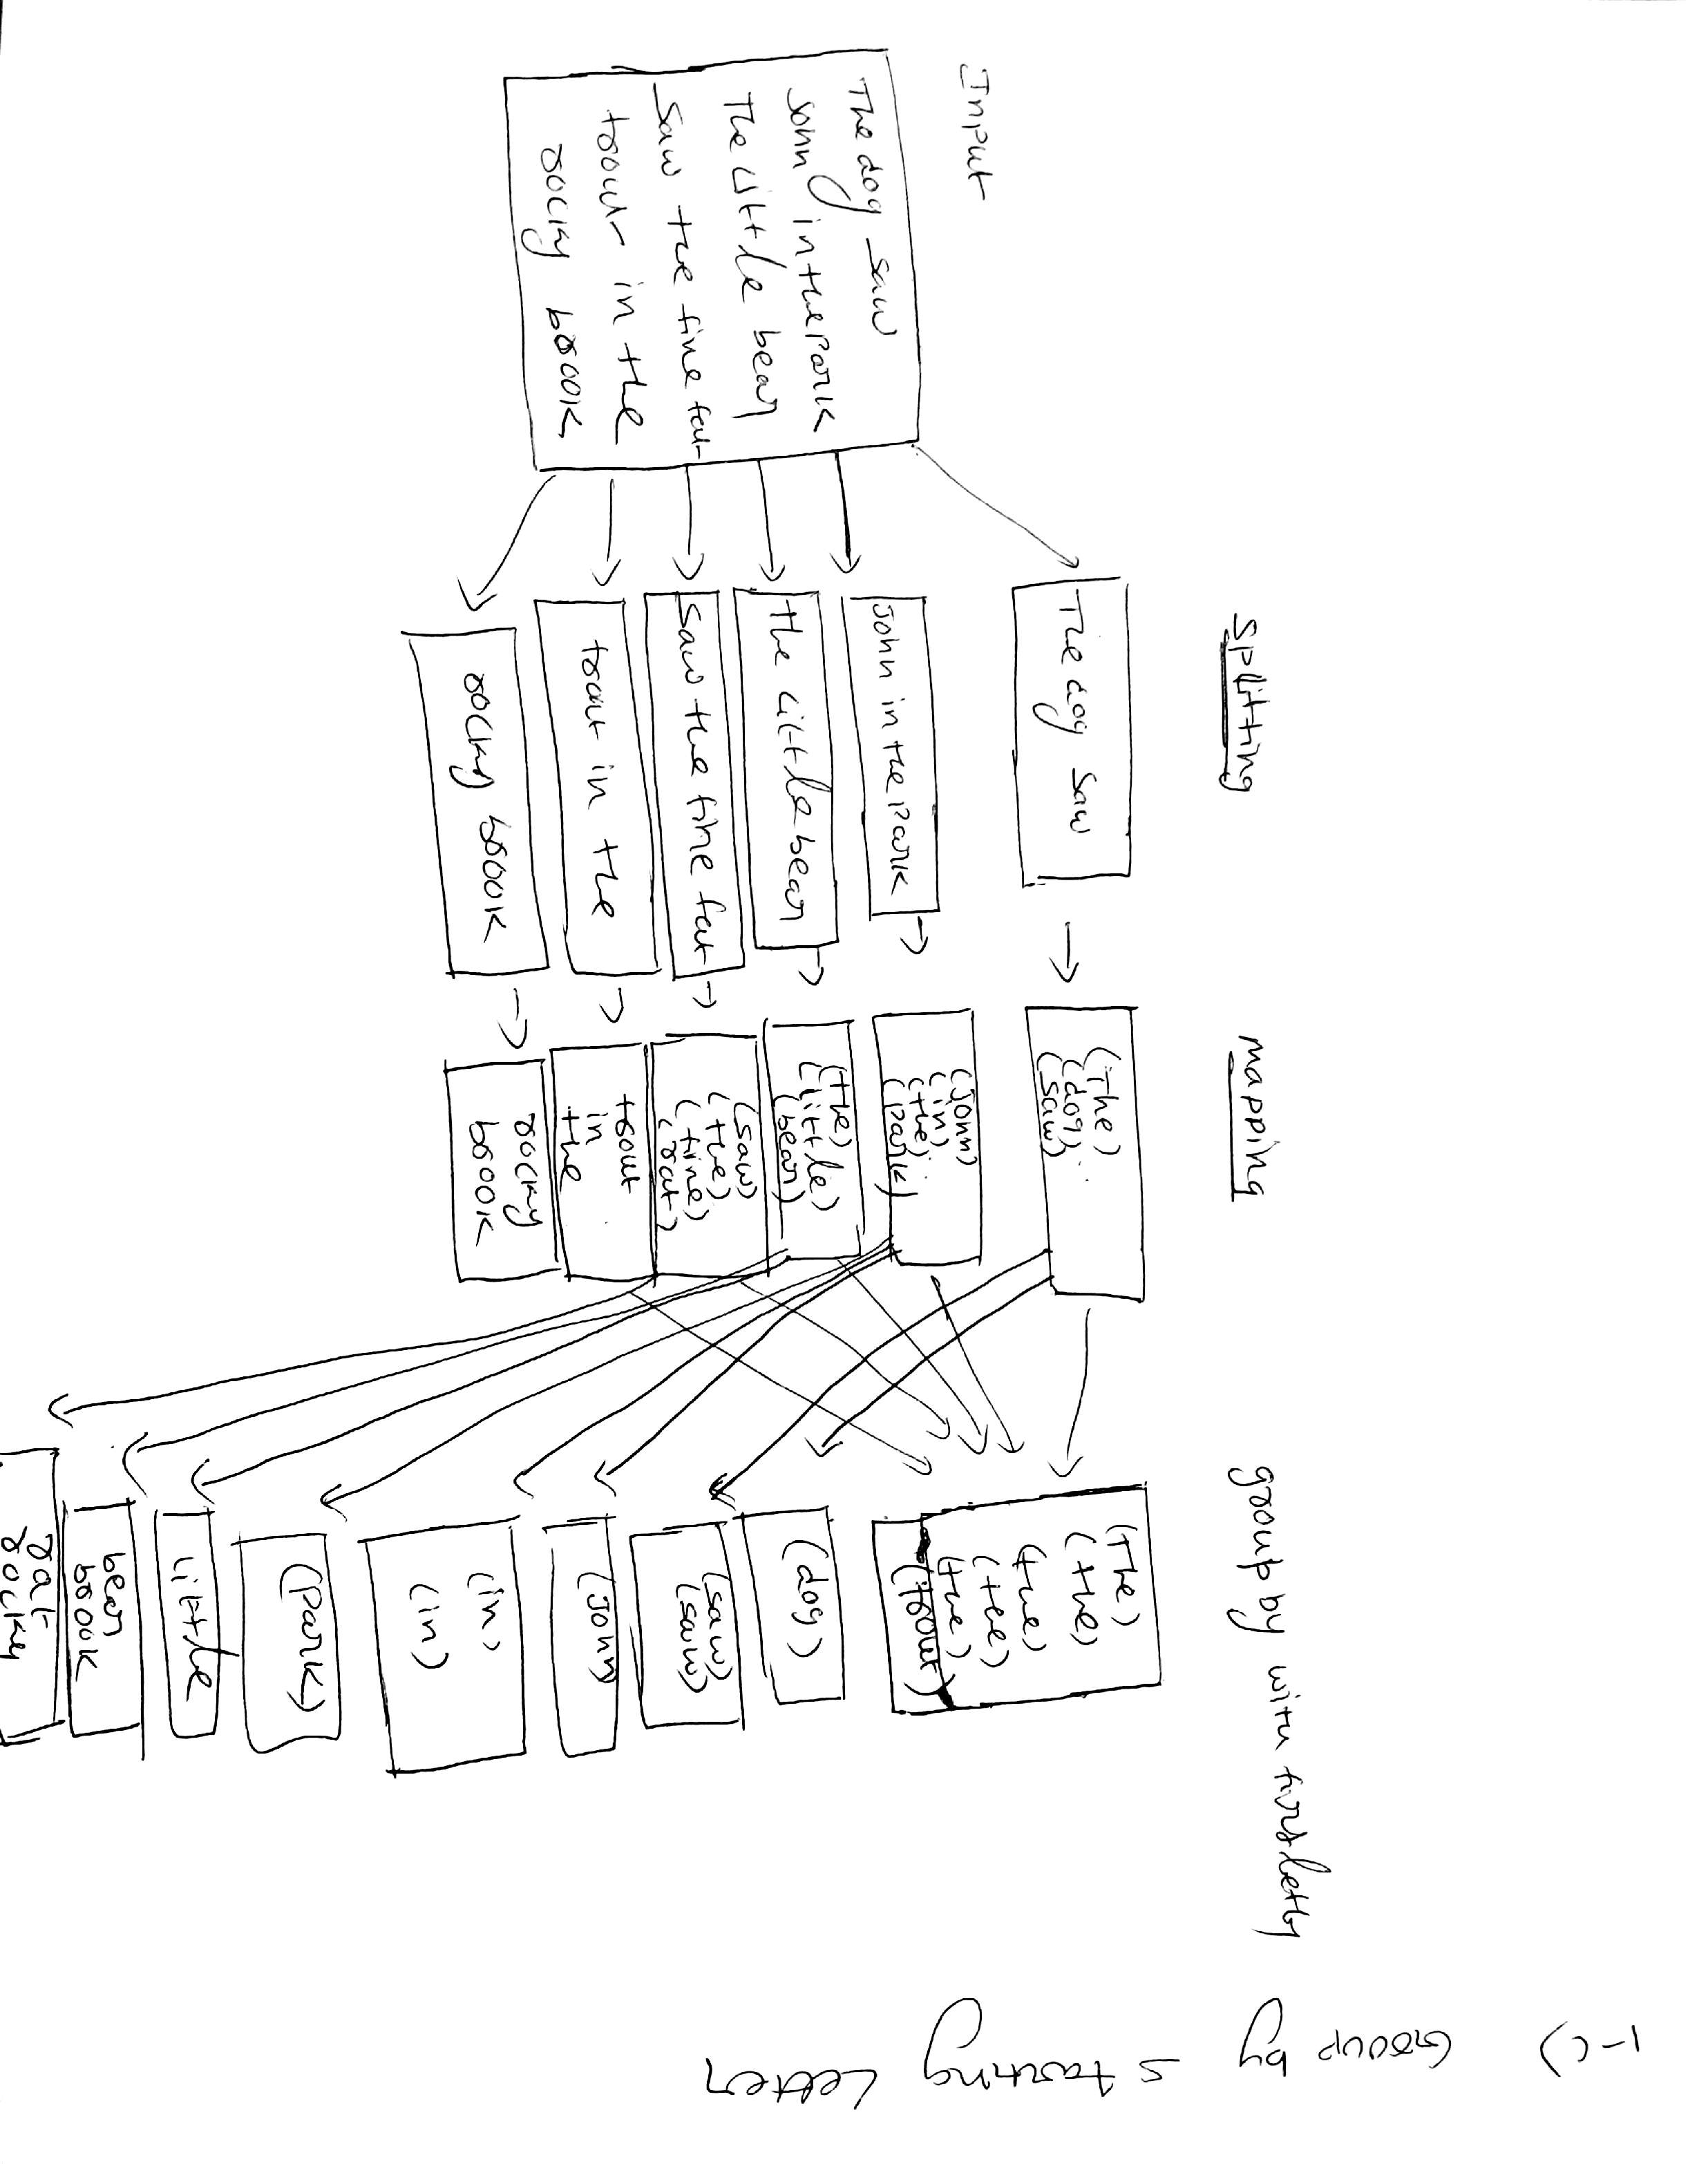 1-c) Group by starting Letter
splitting
mapping
group by with first letter
Input
The dog saw
John in the park
The Little bear
Saw the fine fat
trout in the
rocky brook
The dog saw
John in the park
the Little bear
Saw the fine fat
trout in the
rocky brook
(The)
(dog)
(saw)
(John)
(in)
(the)
(park)
(the)
(little)
(bear)
(saw)
(the)
(fine)
(rat)
trout
in
the
rocky
brook
(The)
(the)
(the)
(the)
(the)
(trout)
(dog)
(saw)
(saw)
(John)
(in)
(in)
(park)
little
bear
brook
rat
rocky